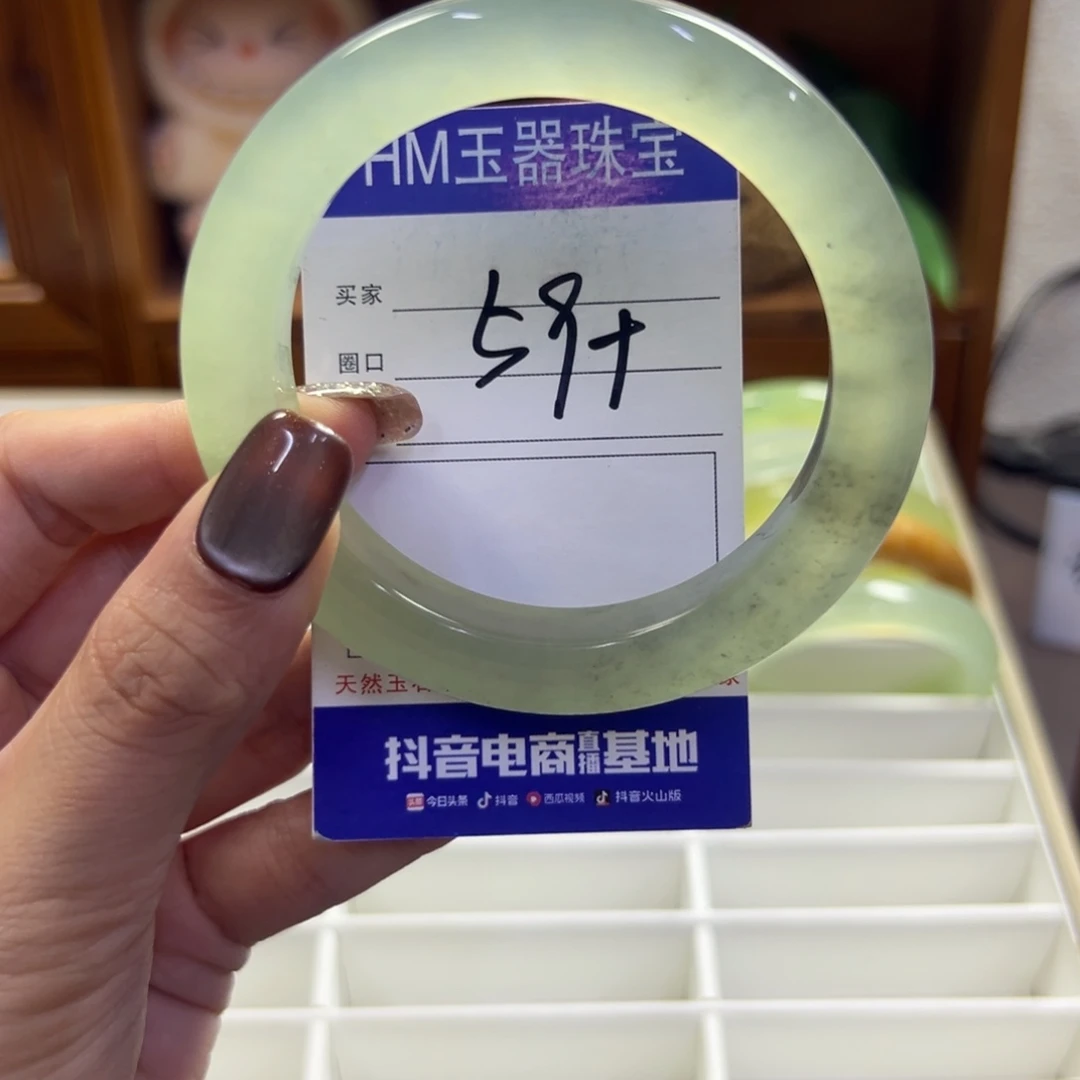 HM玉器珠宝
买家
59+
圈口
天然玉石
抖音电商直播基地
今日头条 抖音 西瓜视频 抖音火山版